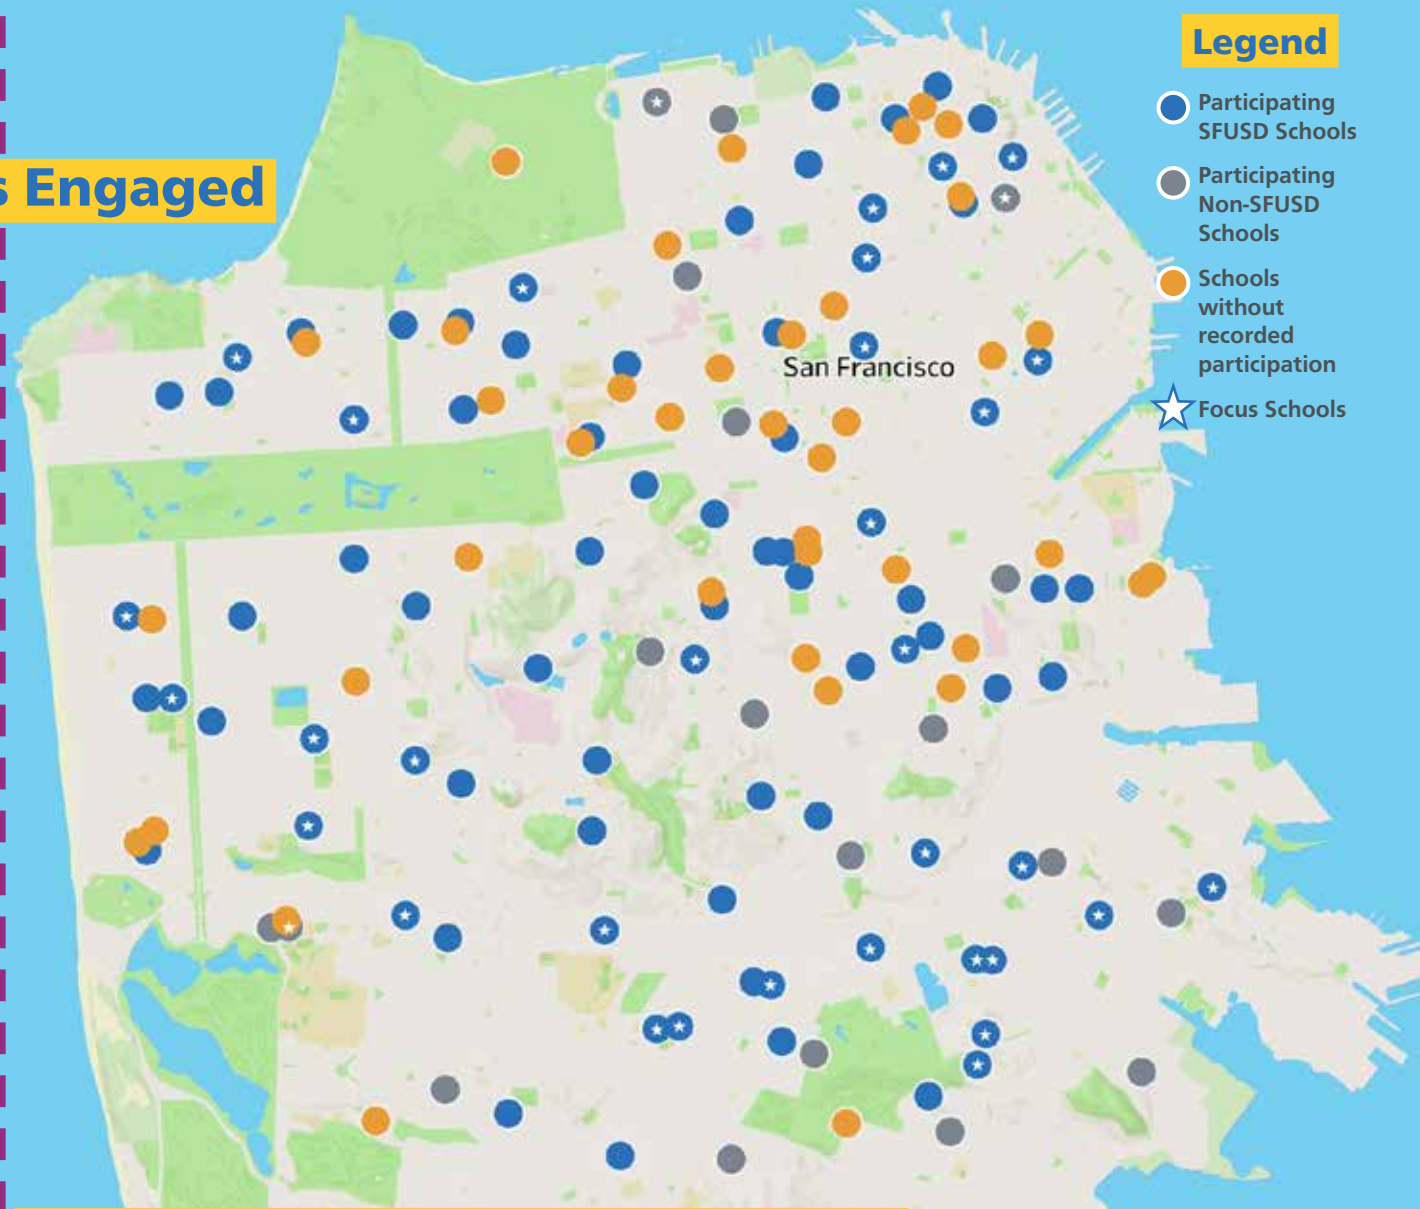 s Engaged
Legend
Participating
SFUSD Schools
Participating
Non-SFUSD
Schools
Schools
without
recorded
participation
Focus Schools
San Francisco